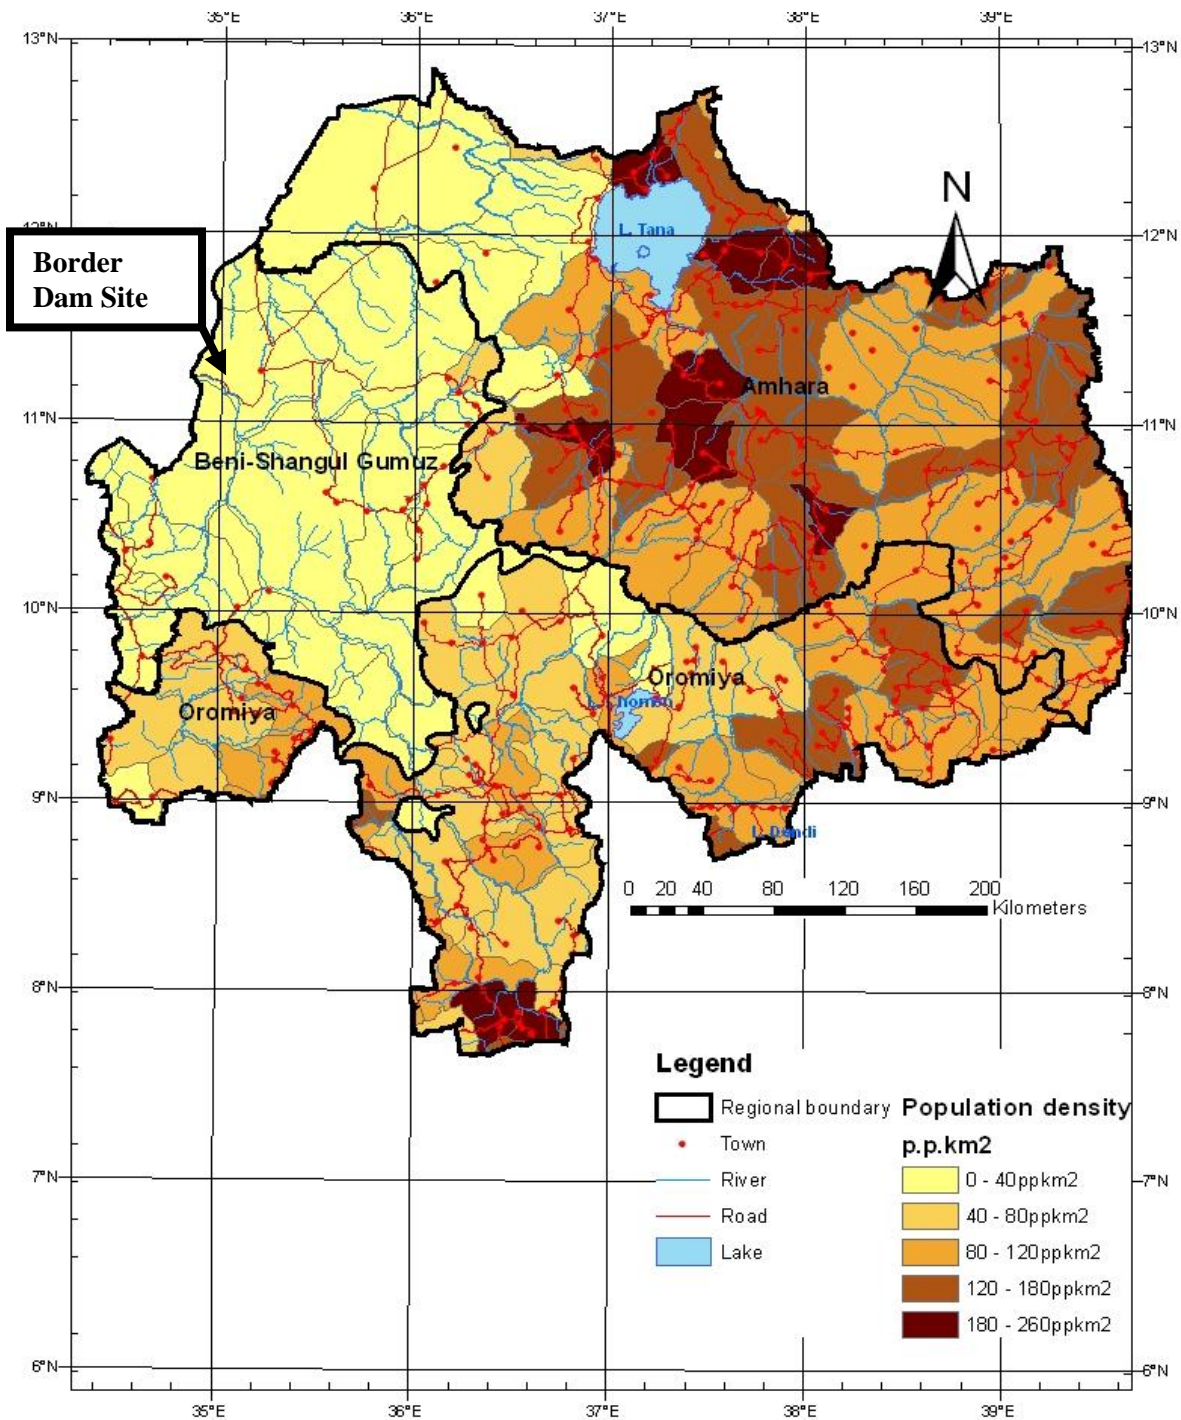 35°E 36°E 37°E 38°E 39°E
13°N 13°N
N
12°N 12°N
L. Tana
Border
Dam Site
Amhara
11°N 11°N
Beni-Shangul Gumuz
10°N 10°N
Oromiya
Oromiya
9°N 9°N
0 20 40 80 120 160 200
Kilometers
8°N 8°N
Legend
Regional boundary
Town
River
Road
Lake
Population density
p.p.km2
0 - 40ppkm2
40 - 80ppkm2
80 - 120ppkm2
120 - 180ppkm2
180 - 260ppkm2
7°N 7°N
6°N 6°N
35°E 36°E 37°E 38°E 39°E